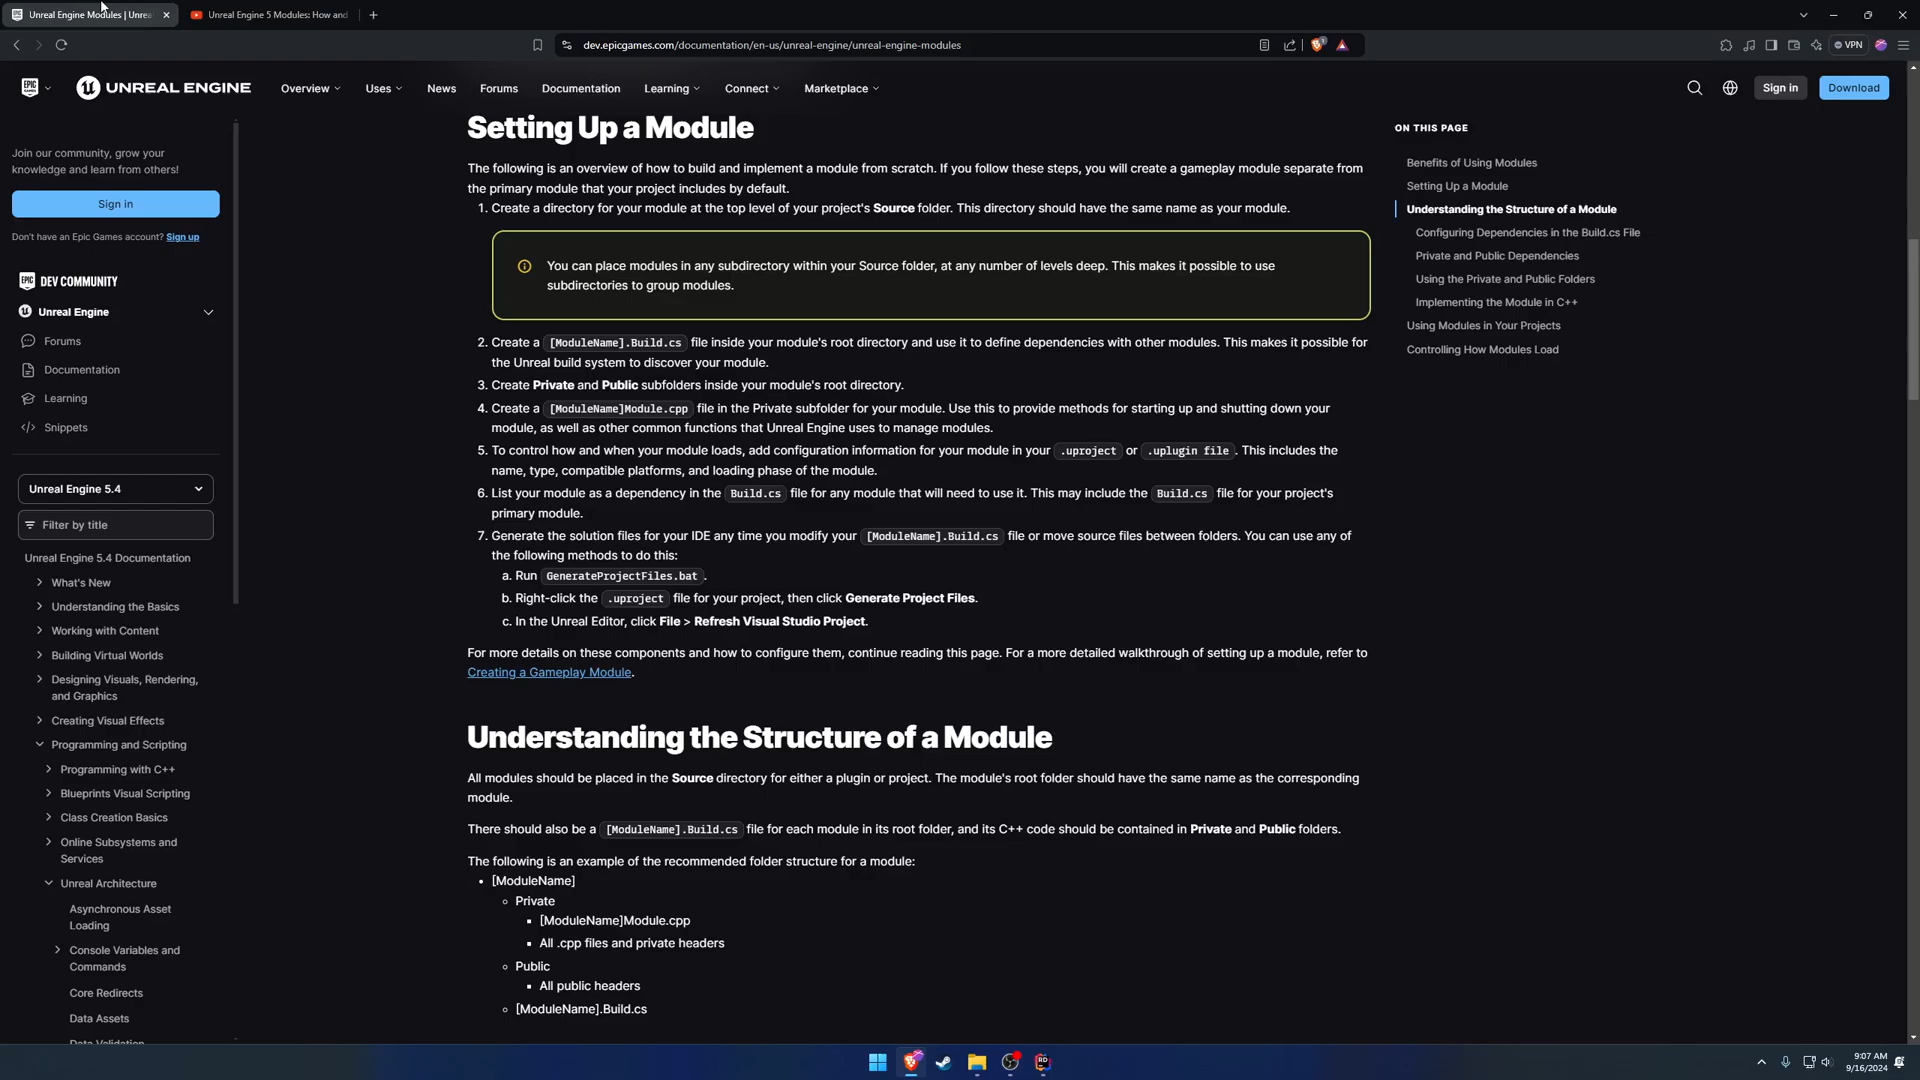 Unreal Engine Modules | Unrea
Unreal Engine 5 Modules: How and
dev.epicgames.com/documentation/en-us/unreal-engine/unreal-engine-modules
VPN
EPIC GAMES
UNREAL ENGINE
Overview
Uses
News
Forums
Documentation
Learning
Connect
Marketplace
Sign in
Download
Join our community, grow your
knowledge and learn from others!
Sign in
Don't have an Epic Games account? Sign up
EPIC DEV COMMUNITY
Unreal Engine
Forums
Documentation
Learning
Snippets
Unreal Engine 5.4
Filter by title
Unreal Engine 5.4 Documentation
What's New
Understanding the Basics
Working with Content
Building Virtual Worlds
Designing Visuals, Rendering,
and Graphics
Creating Visual Effects
Programming and Scripting
Programming with C++
Blueprints Visual Scripting
Class Creation Basics
Online Subsystems and
Services
Unreal Architecture
Asynchronous Asset
Loading
Console Variables and
Commands
Core Redirects
Data Assets
Data Validation
Setting Up a Module
The following is an overview of how to build and implement a module from scratch. If you follow these steps, you will create a gameplay module separate from
the primary module that your project includes by default.
1. Create a directory for your module at the top level of your project's Source folder. This directory should have the same name as your module.
You can place modules in any subdirectory within your Source folder, at any number of levels deep. This makes it possible to use
subdirectories to group modules.
2. Create a [ModuleName].Build.cs file inside your module's root directory and use it to define dependencies with other modules. This makes it possible for
the Unreal build system to discover your module.
3. Create Private and Public subfolders inside your module's root directory.
4. Create a [ModuleName]Module.cpp file in the Private subfolder for your module. Use this to provide methods for starting up and shutting down your
module, as well as other common functions that Unreal Engine uses to manage modules.
5. To control how and when your module loads, add configuration information for your module in your .uproject or .uplugin file. This includes the
name, type, compatible platforms, and loading phase of the module.
6. List your module as a dependency in the Build.cs file for any module that will need to use it. This may include the Build.cs file for your project's
primary module.
7. Generate the solution files for your IDE any time you modify your [ModuleName].Build.cs file or move source files between folders. You can use any of
the following methods to do this:
a. Run GenerateProjectFiles.bat.
b. Right-click the .uproject file for your project, then click Generate Project Files.
c. In the Unreal Editor, click File > Refresh Visual Studio Project.
For more details on these components and how to configure them, continue reading this page. For a more detailed walkthrough of setting up a module, refer to
Creating a Gameplay Module.
Understanding the Structure of a Module
All modules should be placed in the Source directory for either a plugin or project. The module's root folder should have the same name as the corresponding
module.
There should also be a [ModuleName].Build.cs file for each module in its root folder, and its C++ code should be contained in Private and Public folders.
The following is an example of the recommended folder structure for a module:
[ModuleName]
Private
[ModuleName]Module.cpp
All .cpp files and private headers
Public
All public headers
[ModuleName].Build.cs
ON THIS PAGE
Benefits of Using Modules
Setting Up a Module
Understanding the Structure of a Module
Configuring Dependencies in the Build.cs File
Private and Public Dependencies
Using the Private and Public Folders
Implementing the Module in C++
Using Modules in Your Projects
Controlling How Modules Load
RD
9:07 AM
9/16/2024